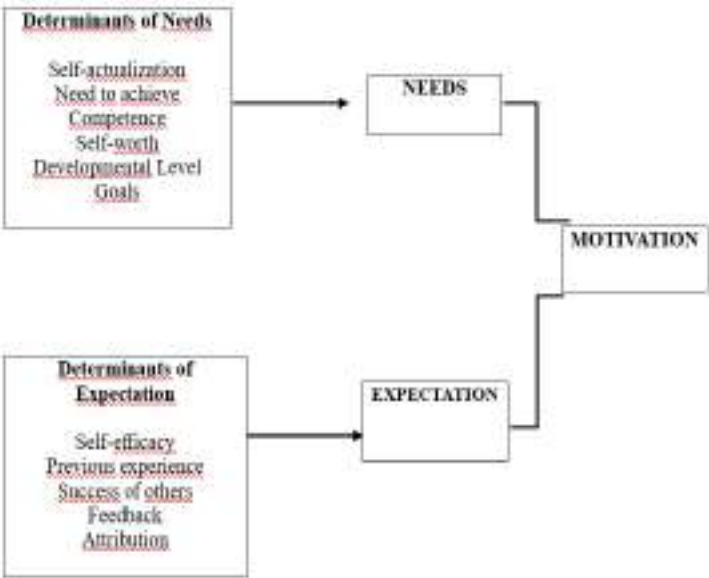 Determinants of Needs
Self-actualization
Need to achieve
Competence
Self-worth
Developmental Level
Goals
NEEDS
MOTIVATION
Determinants of
Expectation
Self-efficacy
Previous experience
Success of others
Feedback
Attribution
EXPECTATION